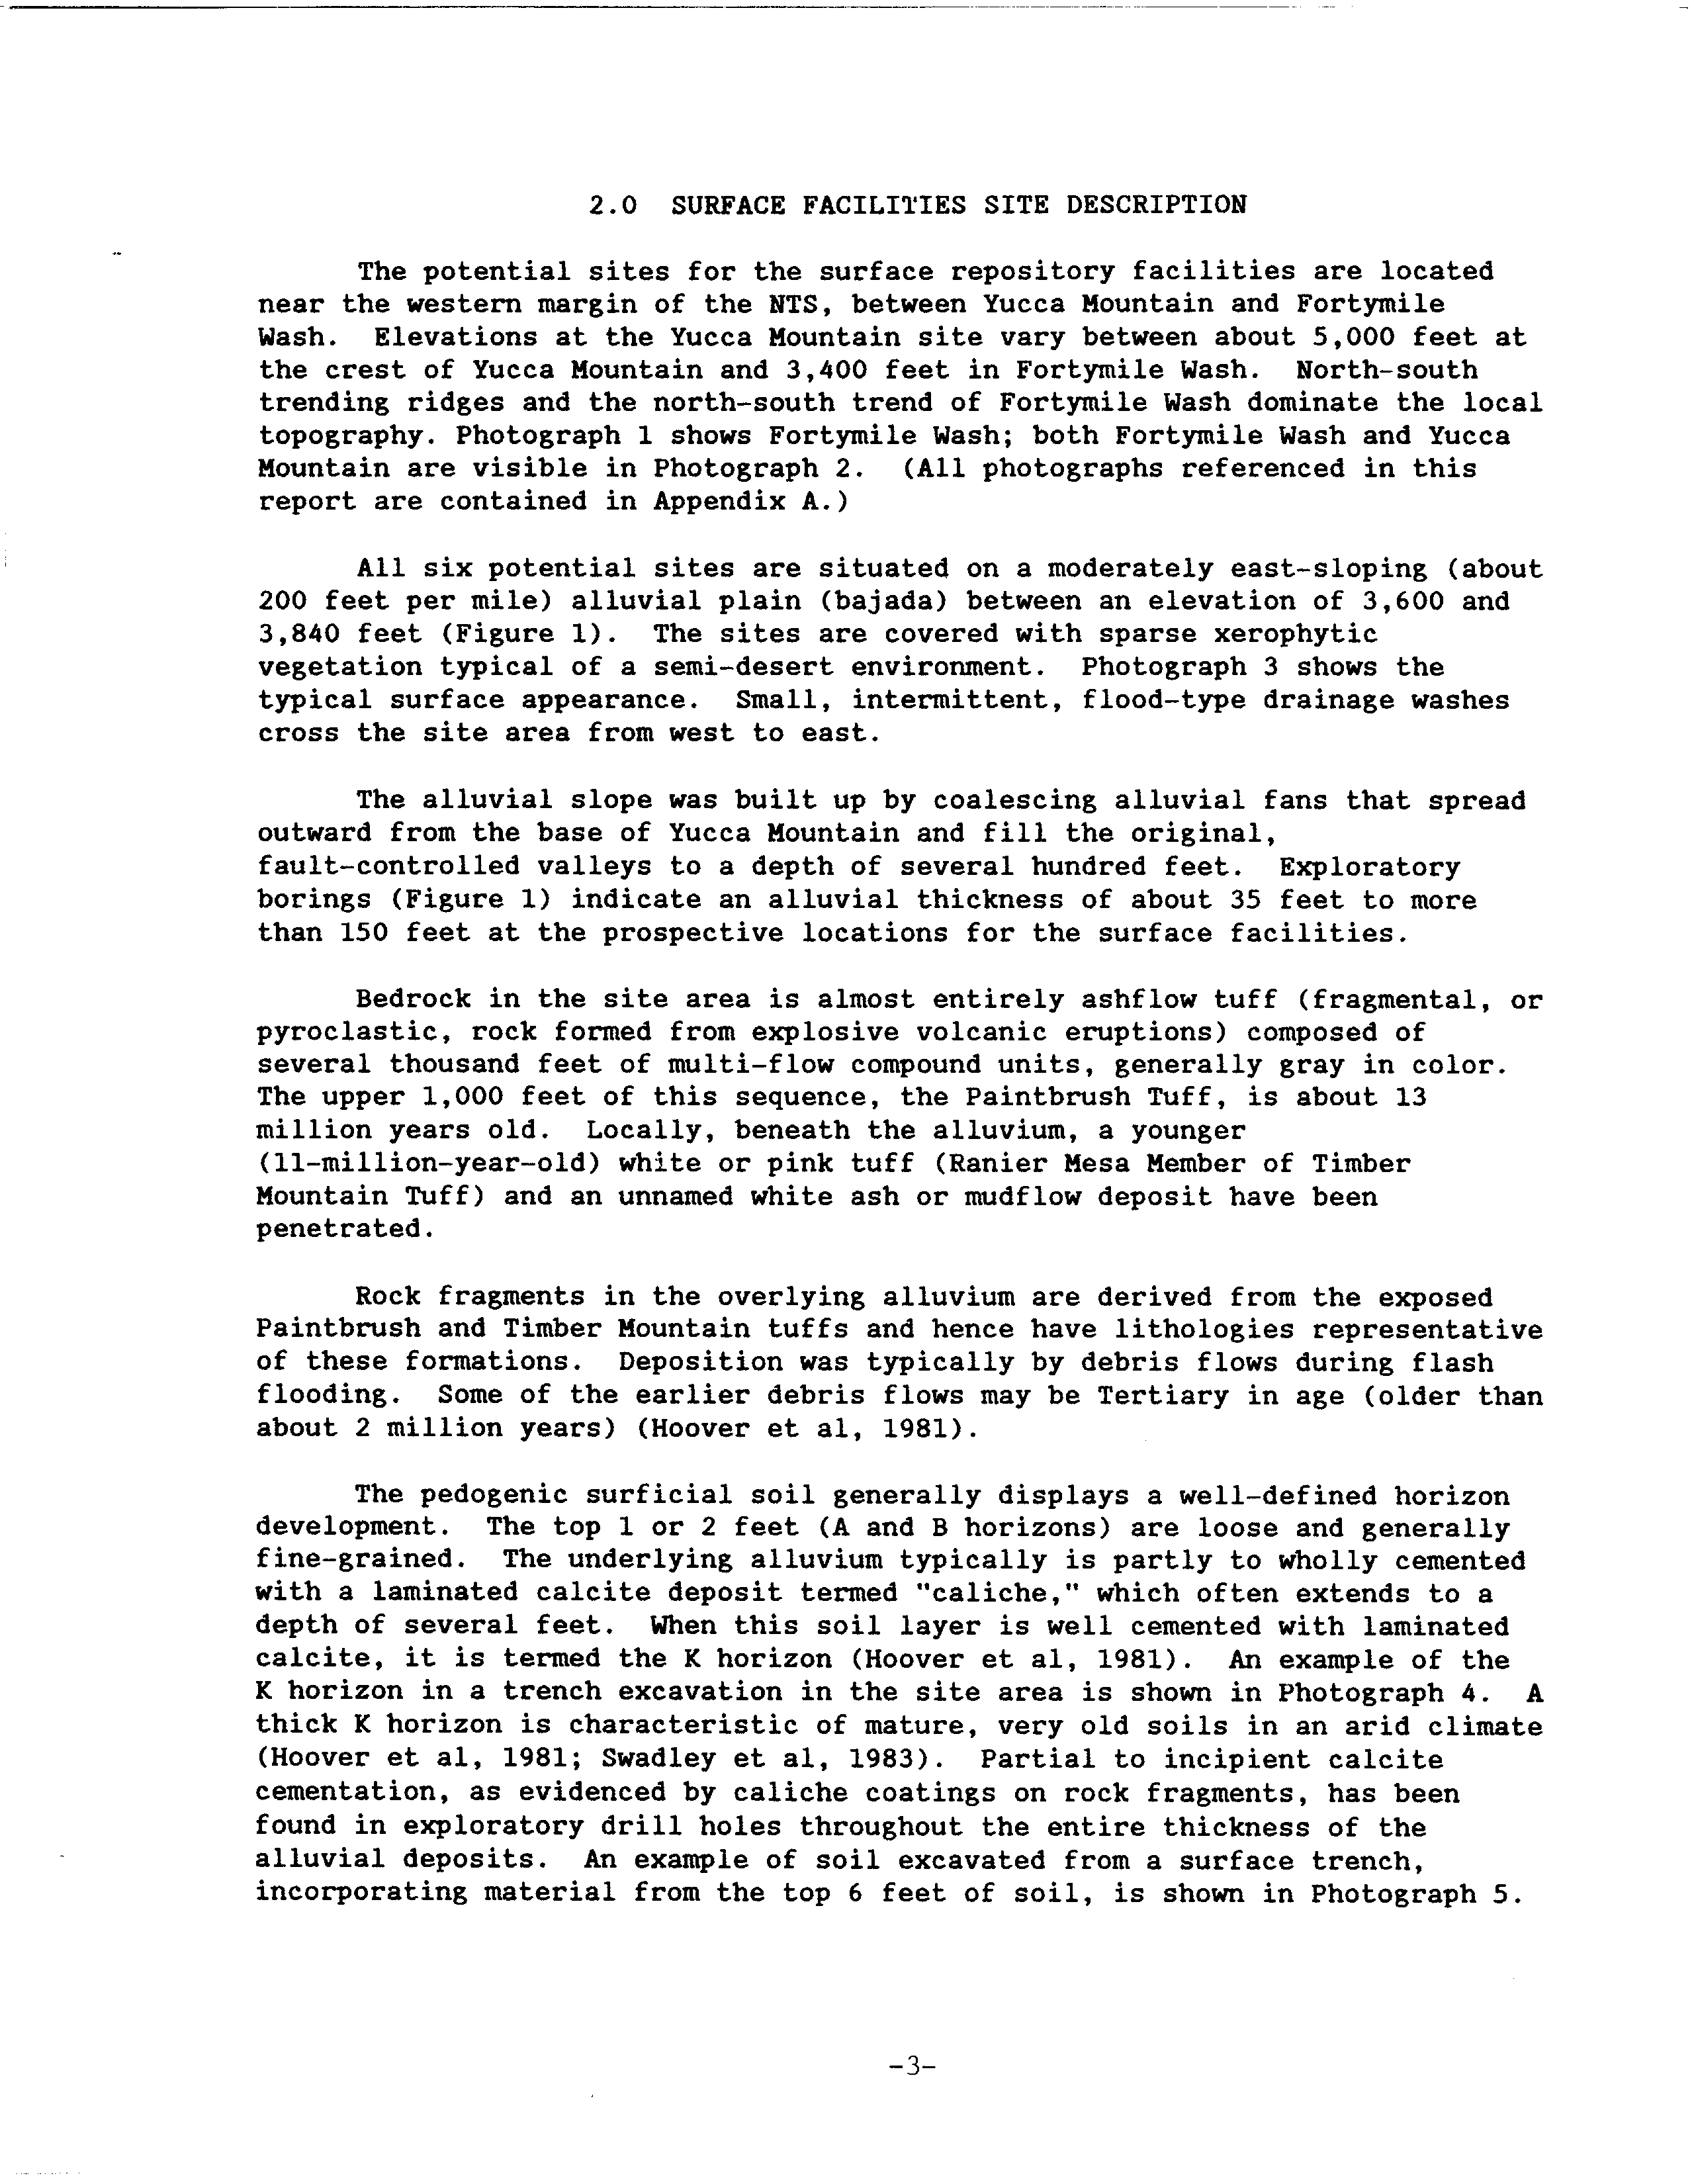 2.0 SURFACE FACILITIES SITE DESCRIPTION
The potential sites for the surface repository facilities are located
near the western margin of the NTS, between Yucca Mountain and Fortymile
Wash. Elevations at the Yucca Mountain site vary between about 5,000 feet at
the crest of Yucca Mountain and 3,400 feet in Fortymile Wash. North-south
trending ridges and the north-south trend of Fortymile Wash dominate the local
topography. Photograph 1 shows Fortymile Wash; both Fortymile Wash and Yucca
Mountain are visible in Photograph 2. (All photographs referenced in this
report are contained in Appendix A.)
All six potential sites are situated on a moderately east-sloping (about
200 feet per mile) alluvial plain (bajada) between an elevation of 3,600 and
3,840 feet (Figure 1). The sites are covered with sparse xerophytic
vegetation typical of a semi-desert environment. Photograph 3 shows the
typical surface appearance. Small, intermittent, flood-type drainage washes
cross the site area from west to east.
The alluvial slope was built up by coalescing alluvial fans that spread
outward from the base of Yucca Mountain and fill the original,
fault-controlled valleys to a depth of several hundred feet. Exploratory
borings (Figure 1) indicate an alluvial thickness of about 35 feet to more
than 150 feet at the prospective locations for the surface facilities.
Bedrock in the site area is almost entirely ashflow tuff (fragmental, or
pyroclastic, rock formed from explosive volcanic eruptions) composed of
several thousand feet of multi-flow compound units, generally gray in color.
The upper 1,000 feet of this sequence, the Paintbrush Tuff, is about 13
million years old. Locally, beneath the alluvium, a younger
(11-million-year-old) white or pink tuff (Ranier Mesa Member of Timber
Mountain Tuff) and an unnamed white ash or mudflow deposit have been
penetrated.
Rock fragments in the overlying alluvium are derived from the exposed
Paintbrush and Timber Mountain tuffs and hence have lithologies representative
of these formations. Deposition was typically by debris flows during flash
flooding. Some of the earlier debris flows may be Tertiary in age (older than
about 2 million years) (Hoover et al, 1981).
The pedogenic surficial soil generally displays a well-defined horizon
development. The top 1 or 2 feet (A and B horizons) are loose and generally
fine-grained. The underlying alluvium typically is partly to wholly cemented
with a laminated calcite deposit termed "caliche," which often extends to a
depth of several feet. When this soil layer is well cemented with laminated
calcite, it is termed the K horizon (Hoover et al, 1981). An example of the
K horizon in a trench excavation in the site area is shown in Photograph 4. A
thick K horizon is characteristic of mature, very old soils in an arid climate
(Hoover et al, 1981; Swadley et al, 1983). Partial to incipient calcite
cementation, as evidenced by caliche coatings on rock fragments, has been
found in exploratory drill holes throughout the entire thickness of the
alluvial deposits. An example of soil excavated from a surface trench,
incorporating material from the top 6 feet of soil, is shown in Photograph 5.
-3-